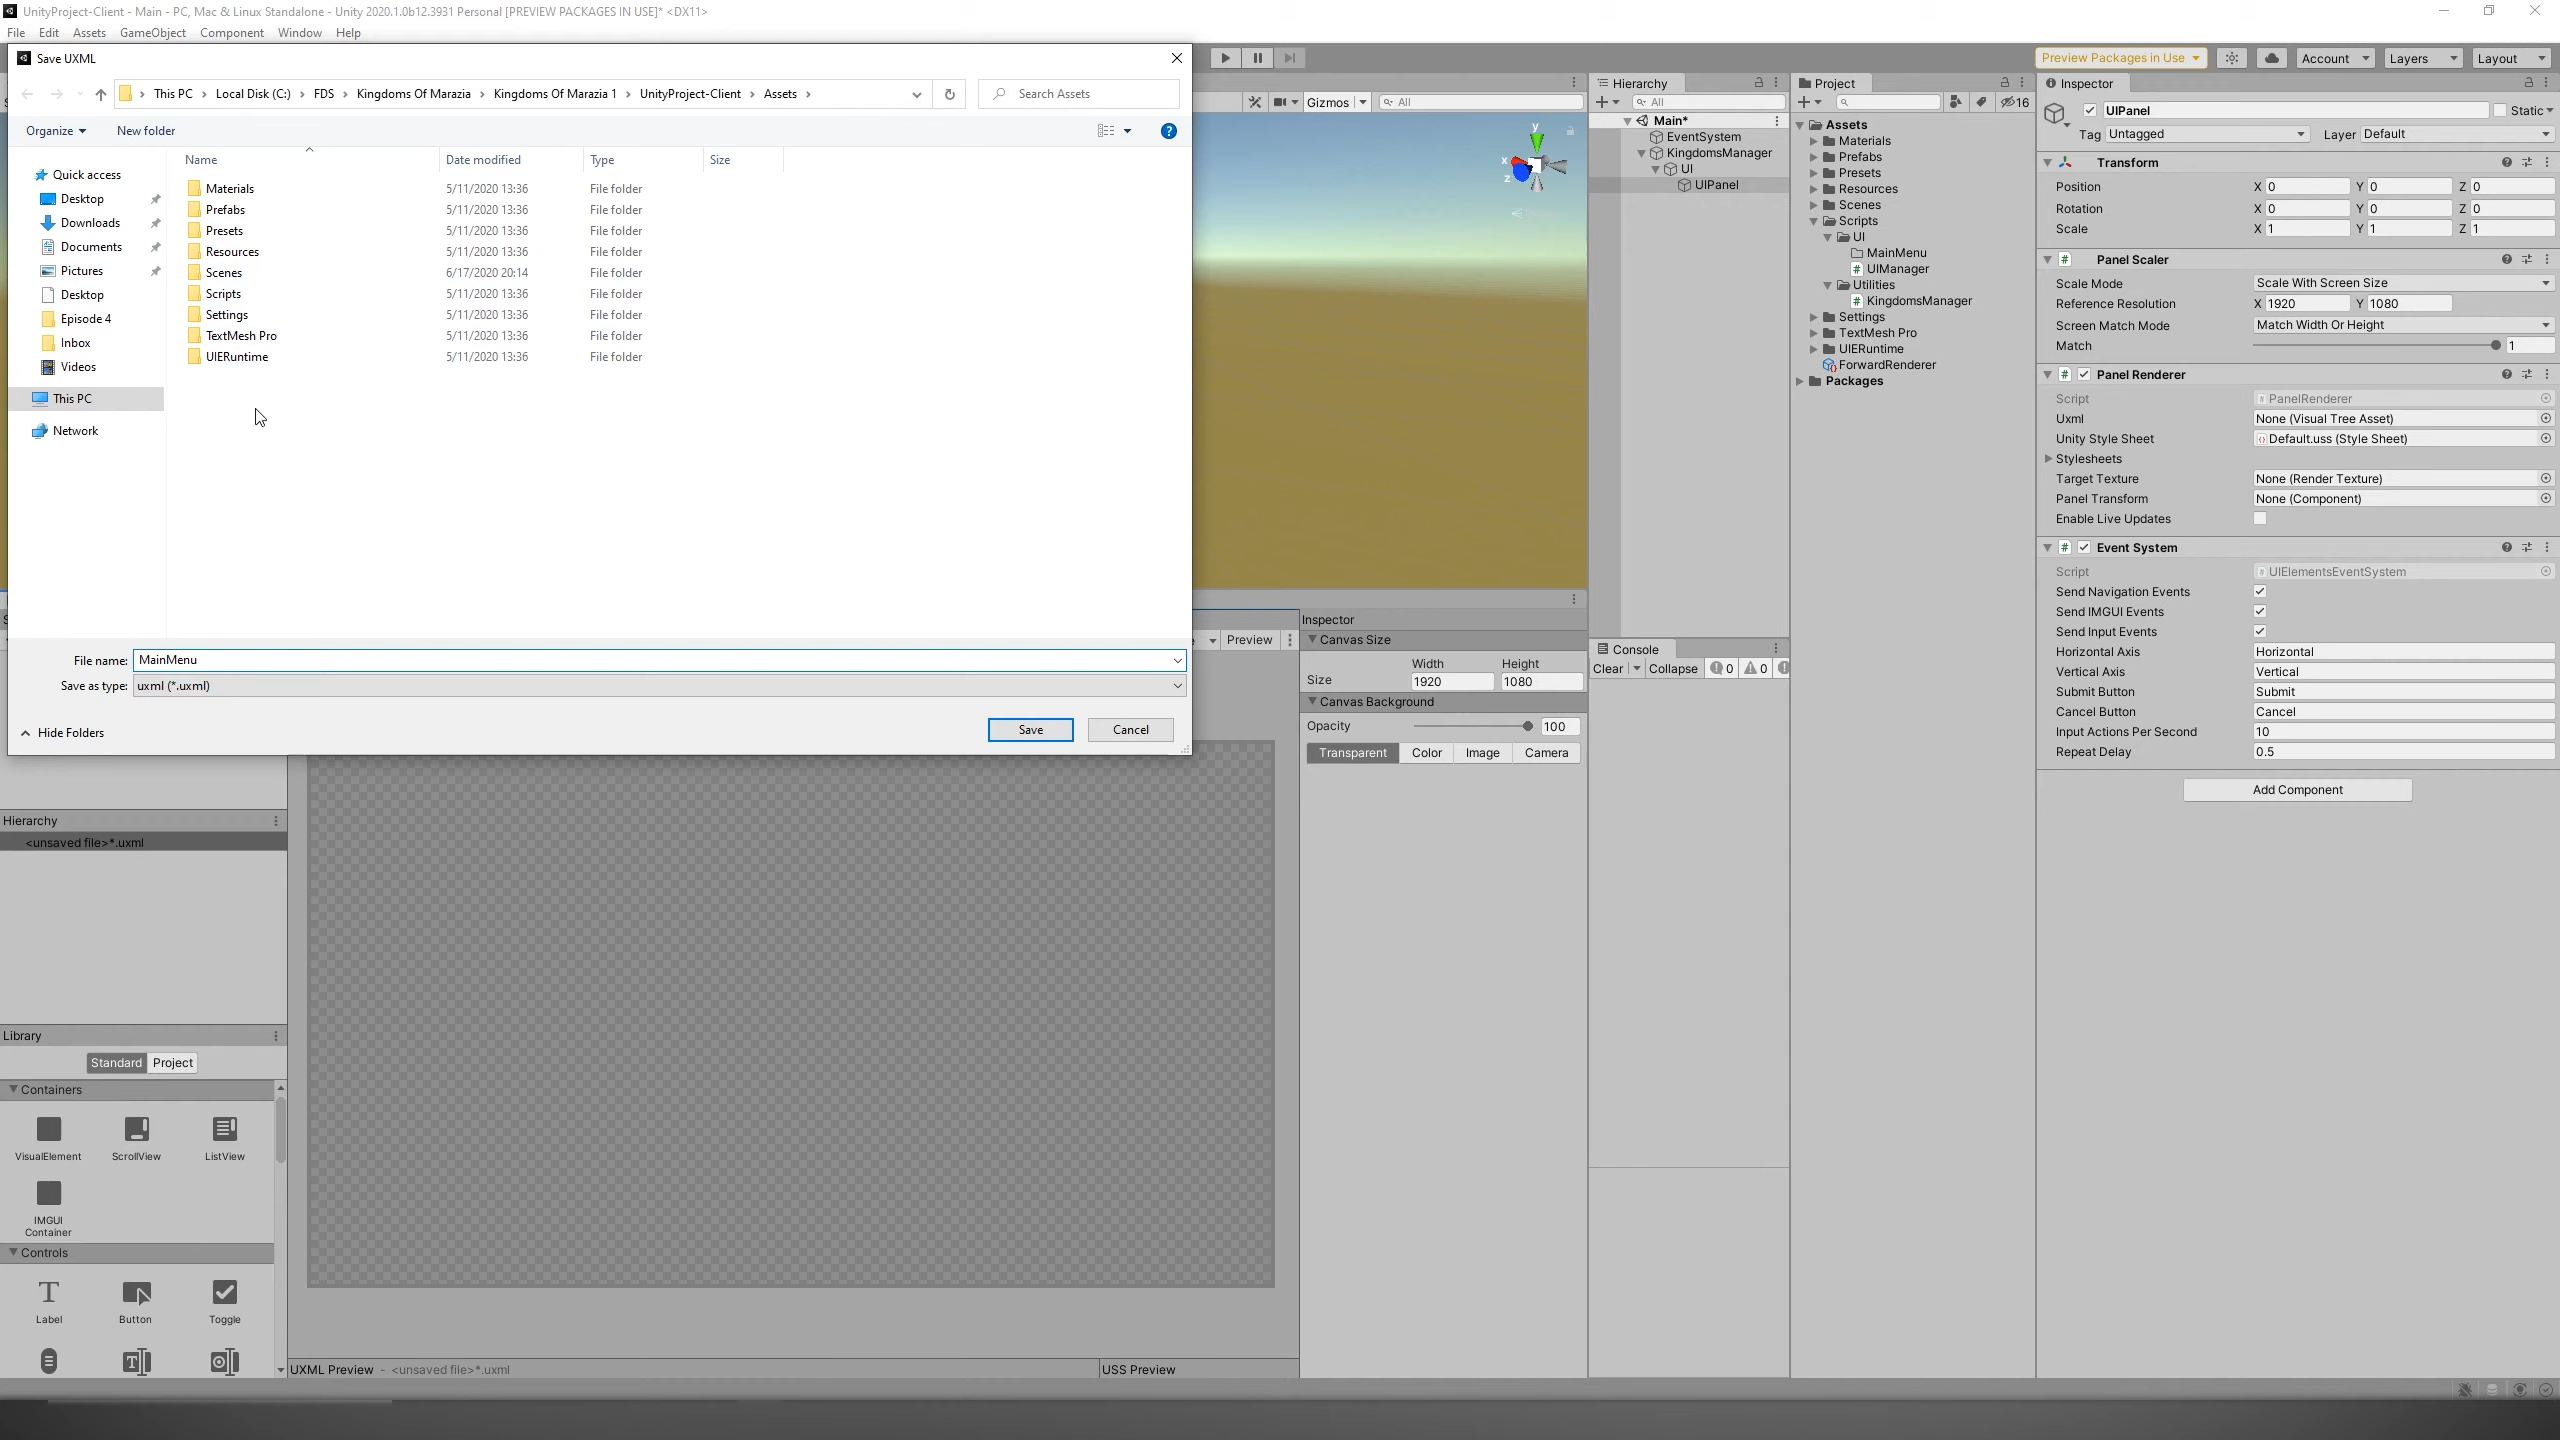 UnityProject-Client - Main - PC, Mac & Linux Standalone - Unity 2020.1.0b12.3931 Personal [PREVIEW PACKAGES IN USE]* <DX11>
File Edit Assets GameObject Component Window Help
Save UXML
This PC > Local Disk (C:) > FDS > Kingdoms Of Marazia > Kingdoms Of Marazia 1 > UnityProject-Client > Assets >
Search Assets
Organize New folder
Name Date modified Type Size
Materials 5/11/2020 13:36 File folder
Prefabs 5/11/2020 13:36 File folder
Presets 5/11/2020 13:36 File folder
Resources 5/11/2020 13:36 File folder
Scenes 6/17/2020 20:14 File folder
Scripts 5/11/2020 13:36 File folder
Settings 5/11/2020 13:36 File folder
TextMesh Pro 5/11/2020 13:36 File folder
UIERuntime 5/11/2020 13:36 File folder
Quick access
Desktop
Downloads
Documents
Pictures
Desktop
Episode 4
Inbox
Videos
This PC
Network
File name: MainMenu
Save as type: uxml (*.uxml)
Hide Folders
Save Cancel
Gizmos All
y
x
z
Preview
Hierarchy
<unsaved file>*.uxml
Library
Standard Project
Containers
VisualElement ScrollView ListView
IMGUI
Container
Controls
Label Button Toggle
UXML Preview - <unsaved file>*.uxml
USS Preview
Inspector
Canvas Size
Width Height
Size 1920 1080
Canvas Background
Opacity 100
Transparent Color Image Camera
Hierarchy
All
Main*
EventSystem
KingdomsManager
UI
UIPanel
Console
Clear Collapse 0 0
Project
16
Assets
Materials
Prefabs
Presets
Resources
Scenes
Scripts
UI
MainMenu
UIManager
Utilities
KingdomsManager
Settings
TextMesh Pro
UIERuntime
ForwardRenderer
Packages
Preview Packages in Use Account Layers Layout
Inspector
UIPanel Static
Tag Untagged Layer Default
Transform
Position X 0 Y 0 Z 0
Rotation X 0 Y 0 Z 0
Scale X 1 Y 1 Z 1
Panel Scaler
Scale Mode Scale With Screen Size
Reference Resolution X 1920 Y 1080
Screen Match Mode Match Width Or Height
Match 1
Panel Renderer
Script PanelRenderer
Uxml None (Visual Tree Asset)
Unity Style Sheet Default.uss (Style Sheet)
Stylesheets
Target Texture None (Render Texture)
Panel Transform None (Component)
Enable Live Updates
Event System
Script UIElementsEventSystem
Send Navigation Events
Send IMGUI Events
Send Input Events
Horizontal Axis Horizontal
Vertical Axis Vertical
Submit Button Submit
Cancel Button Cancel
Input Actions Per Second 10
Repeat Delay 0.5
Add Component